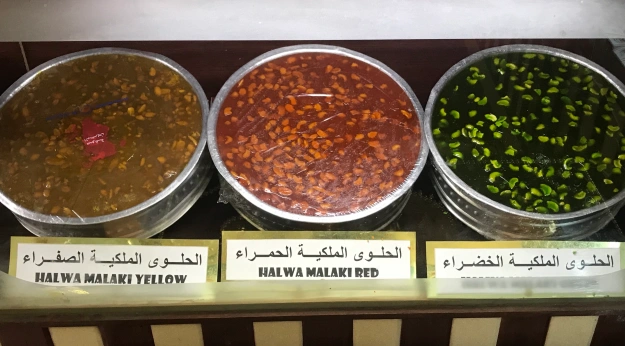 الحلوى الملكية الصفراء
HALWA MALAKI YELLOW
الحلوى الملكية الحمراء
HALWA MALAKI RED
الحلوى الملكية الخضراء